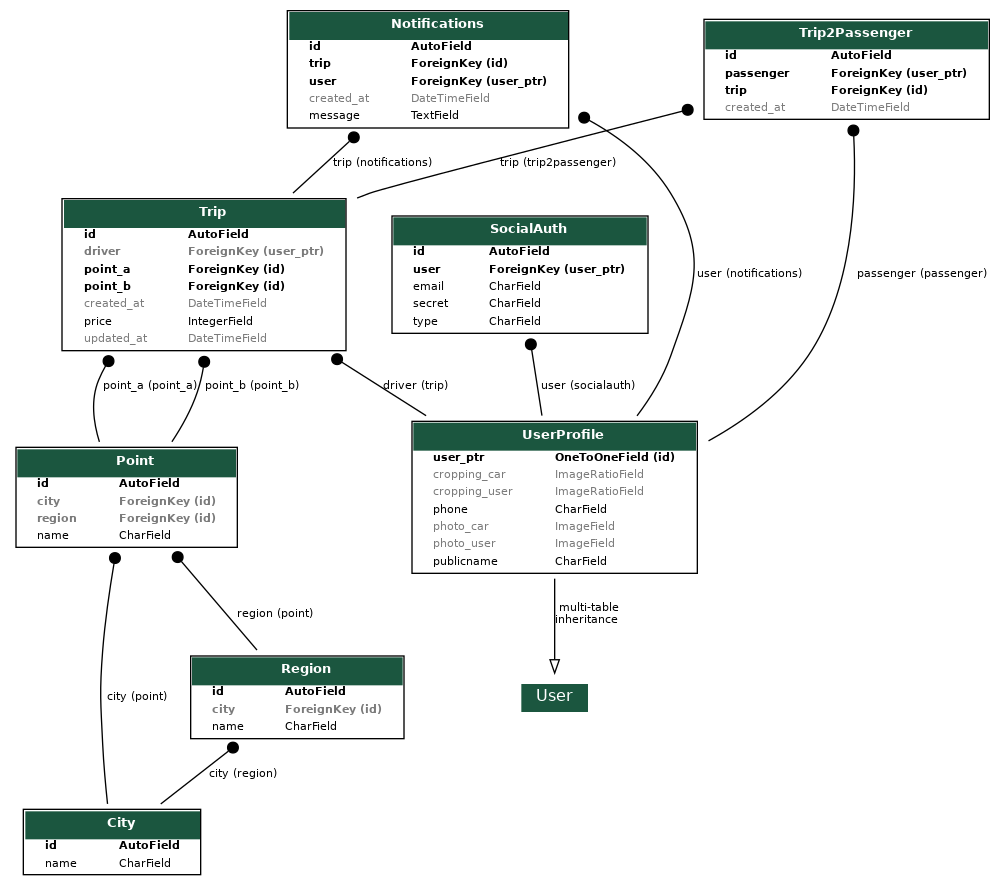 Notifications
id AutoField
trip ForeignKey (id)
user ForeignKey (user_ptr)
created_at DateTimeField
message TextField
Trip2Passenger
id AutoField
passenger ForeignKey (user_ptr)
trip ForeignKey (id)
created_at DateTimeField
trip (notifications)
trip (trip2passenger)
Trip
id AutoField
driver ForeignKey (user_ptr)
point_a ForeignKey (id)
point_b ForeignKey (id)
created_at DateTimeField
price IntegerField
updated_at DateTimeField
SocialAuth
id AutoField
user ForeignKey (user_ptr)
email CharField
secret CharField
type CharField
user (notifications)
passenger (passenger)
point_a (point_a)
point_b (point_b)
driver (trip)
user (socialauth)
Point
id AutoField
city ForeignKey (id)
region ForeignKey (id)
name CharField
UserProfile
user_ptr OneToOneField (id)
cropping_car ImageRatioField
cropping_user ImageRatioField
phone CharField
photo_car ImageField
photo_user ImageField
publicname CharField
region (point)
multi-table
inheritance
city (point)
Region
id AutoField
city ForeignKey (id)
name CharField
User
city (region)
City
id AutoField
name CharField